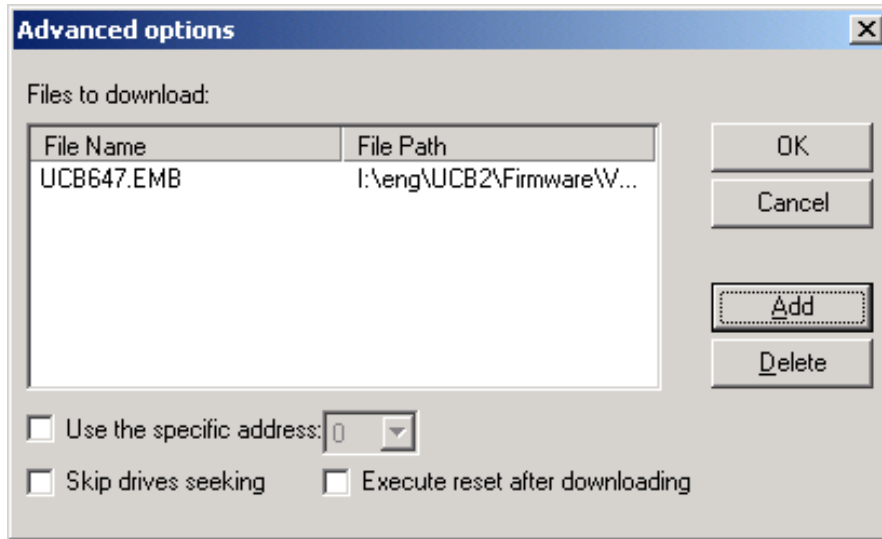 Advanced options
Files to download:
File Name File Path
UCB647.EMB I:\eng\UCB2\Firmware\V...
OK
Cancel
Add
Delete
Use the specific address: 0
Skip drives seeking Execute reset after downloading